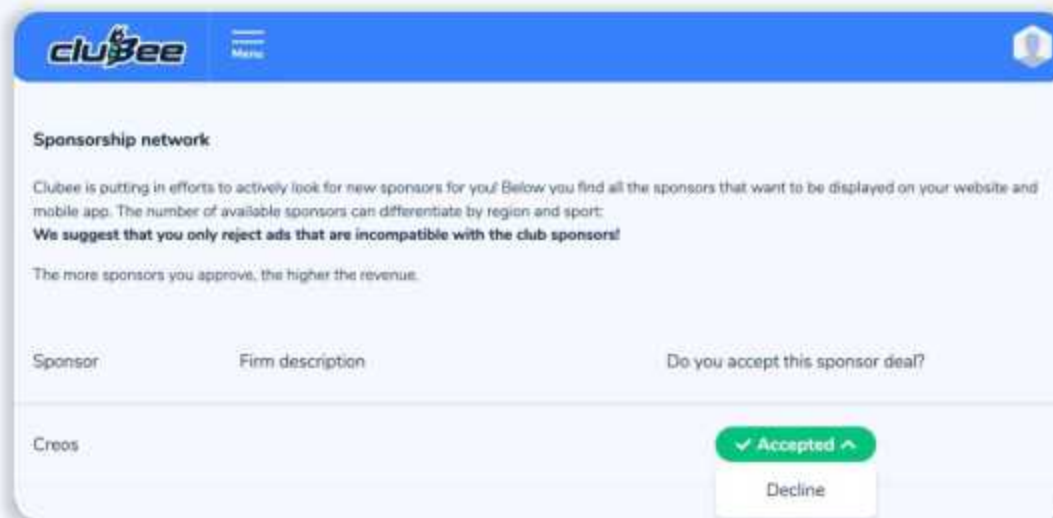 cluBee
Menu
Sponsorship network
Clubee is putting in efforts to actively look for new sponsors for you! Below you find all the sponsors that want to be displayed on your website and
mobile app. The number of available sponsors can differentiate by region and sport:
We suggest that you only reject ads that are incompatible with the club sponsors!
The more sponsors you approve, the higher the revenue.
Sponsor Firm description Do you accept this sponsor deal?
Creos Accepted
Decline